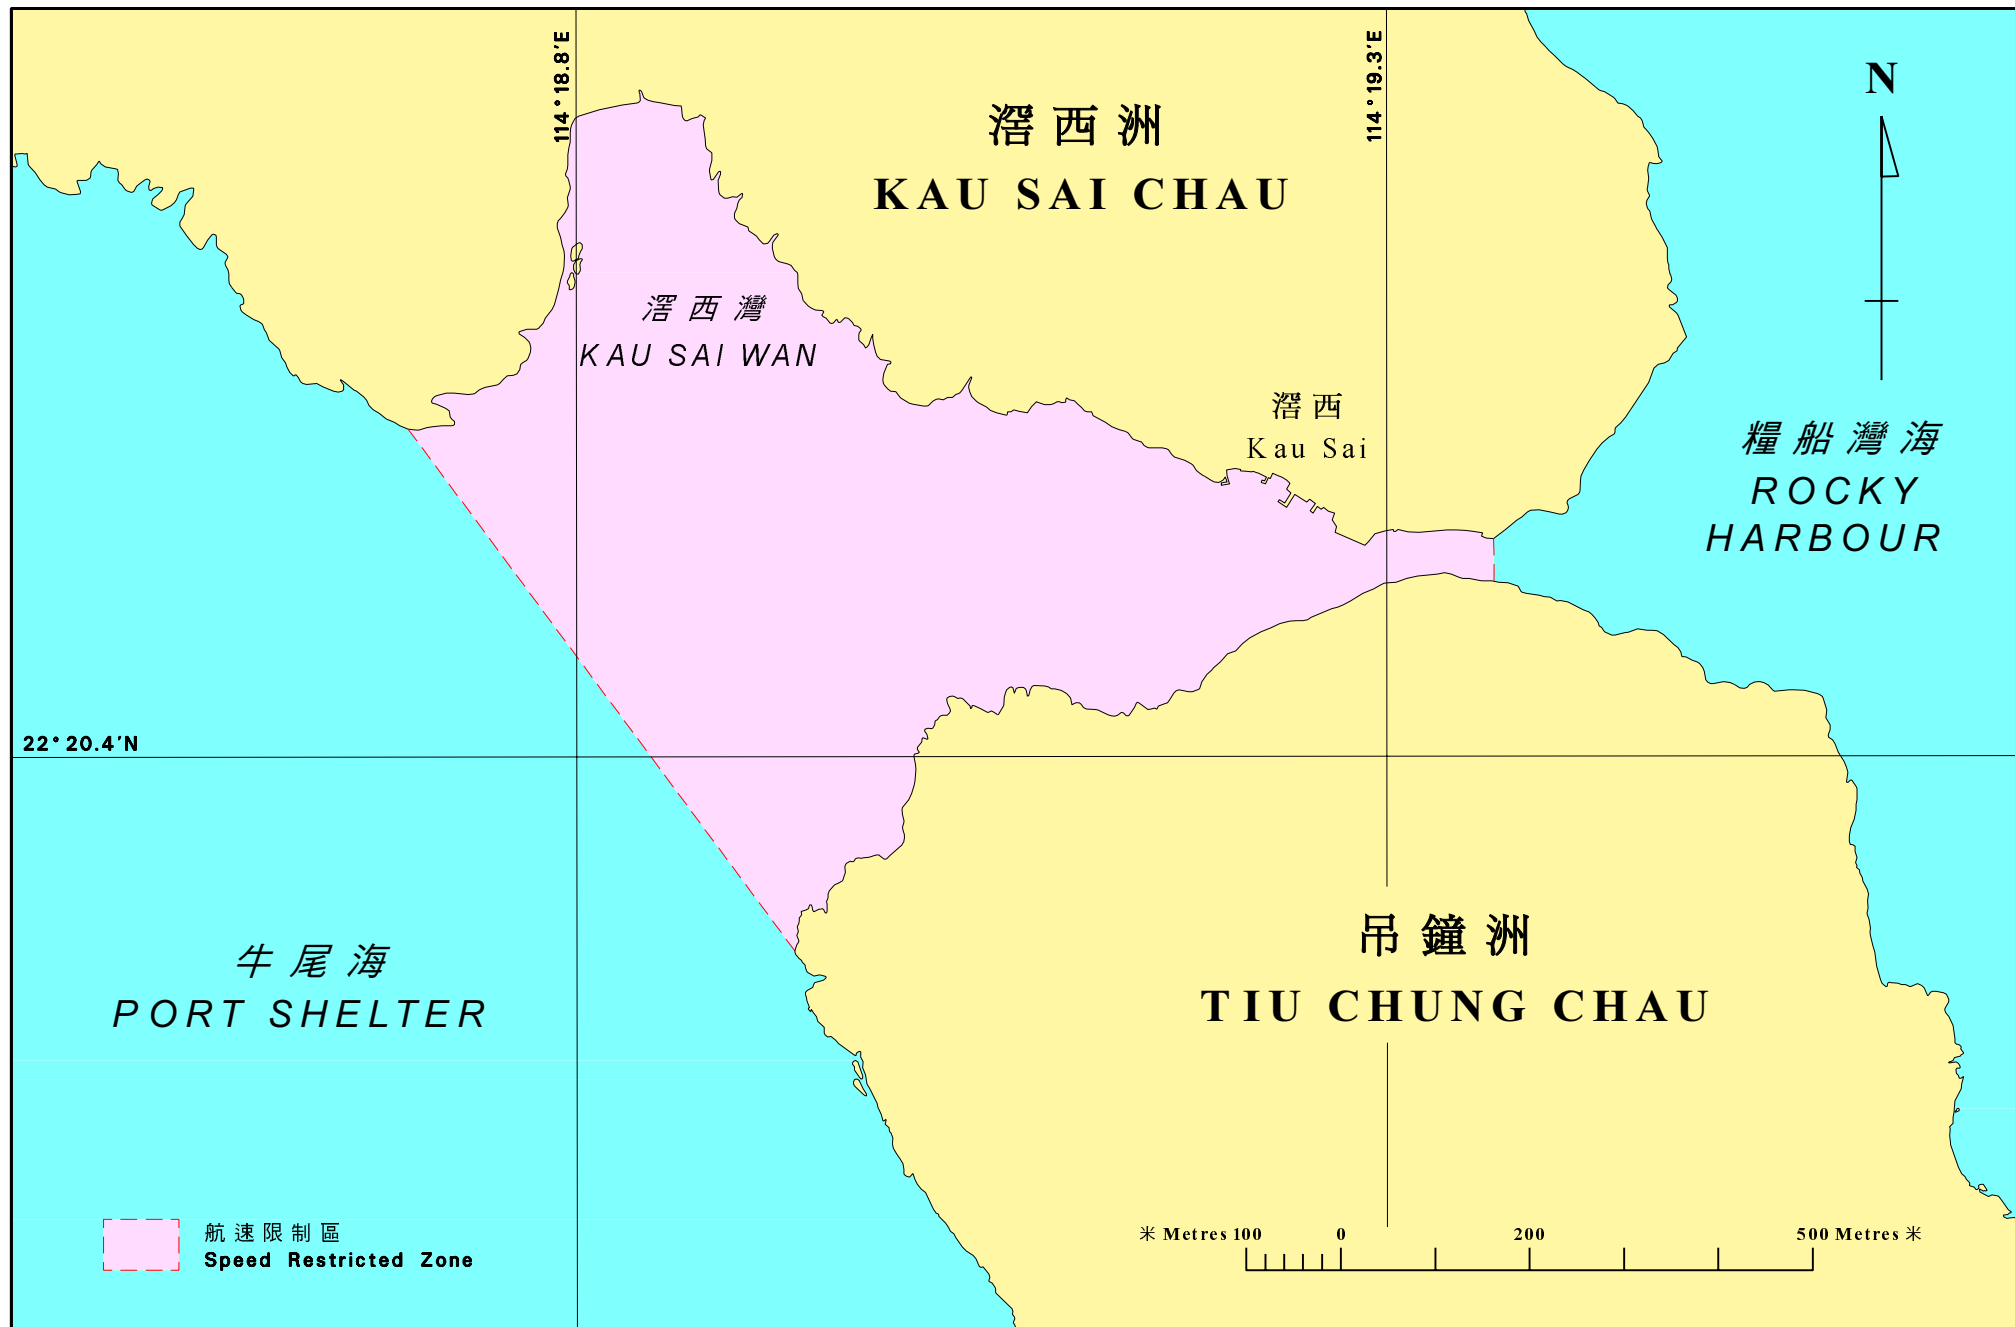 114°18.8'E
114°19.3'E
N
滘西洲
KAU SAI CHAU
滘西灣
KAU SAI WAN
滘西
Kau Sai
糧船灣海
ROCKY
HARBOUR
22°20.4'N
吊鐘洲
TIU CHUNG CHAU
牛尾海
PORT SHELTER
航速限制區
Speed Restricted Zone
米 Metres 100 0 200 500 Metres 米